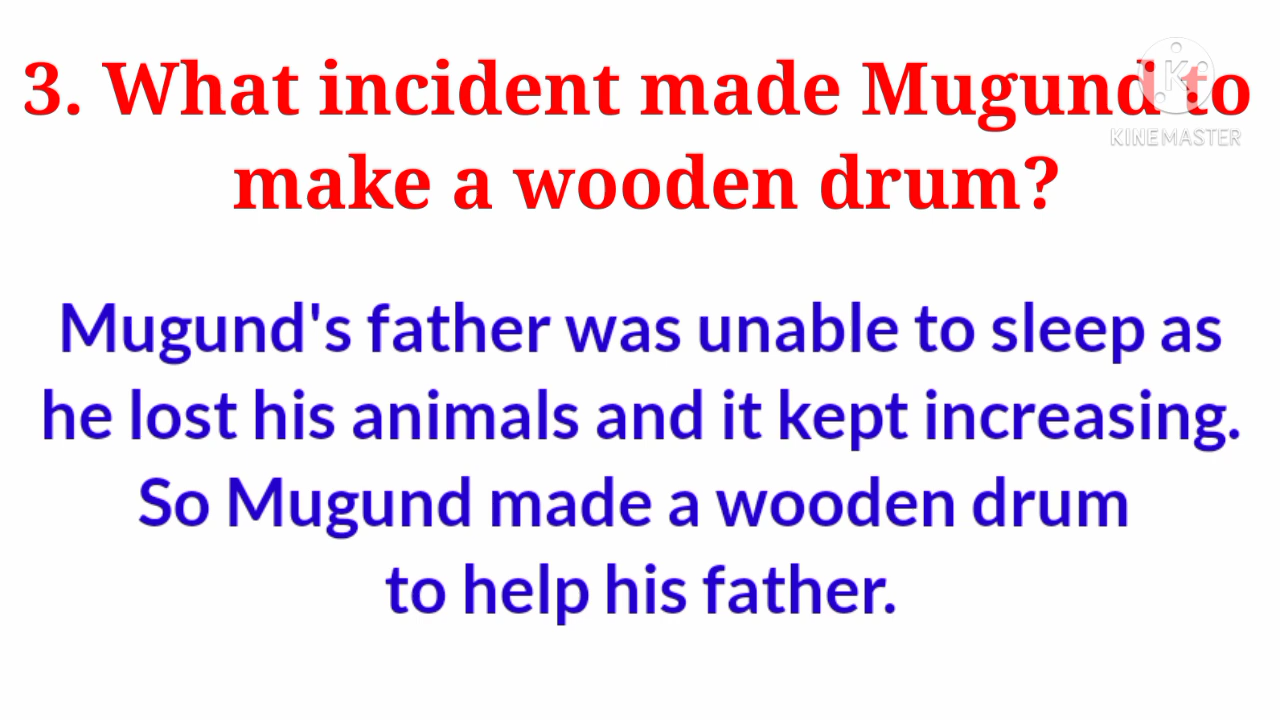 3. What incident made Mugund to
KINEMASTER
make a wooden drum?
Mugund's father was unable to sleep as
he lost his animals and it kept increasing.
So Mugund made a wooden drum
to help his father.